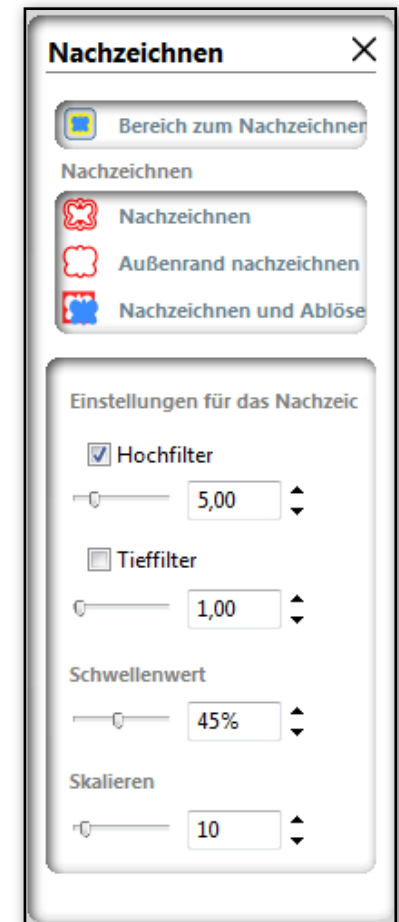 Nachzeichnen
Bereich zum Nachzeichner
Nachzeichnen
Nachzeichnen
Außenrand nachzeichnen
Nachzeichnen und Ablöse
Einstellungen für das Nachzeic
Hochfilter
5,00
Tieffilter
1,00
Schwellenwert
45%
Skalieren
10